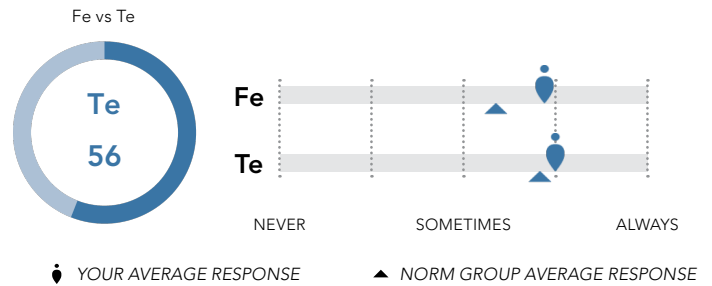 Fe vs Te
Te
56
Fe
Te
NEVER SOMETIMES ALWAYS
YOUR AVERAGE RESPONSE NORM GROUP AVERAGE RESPONSE